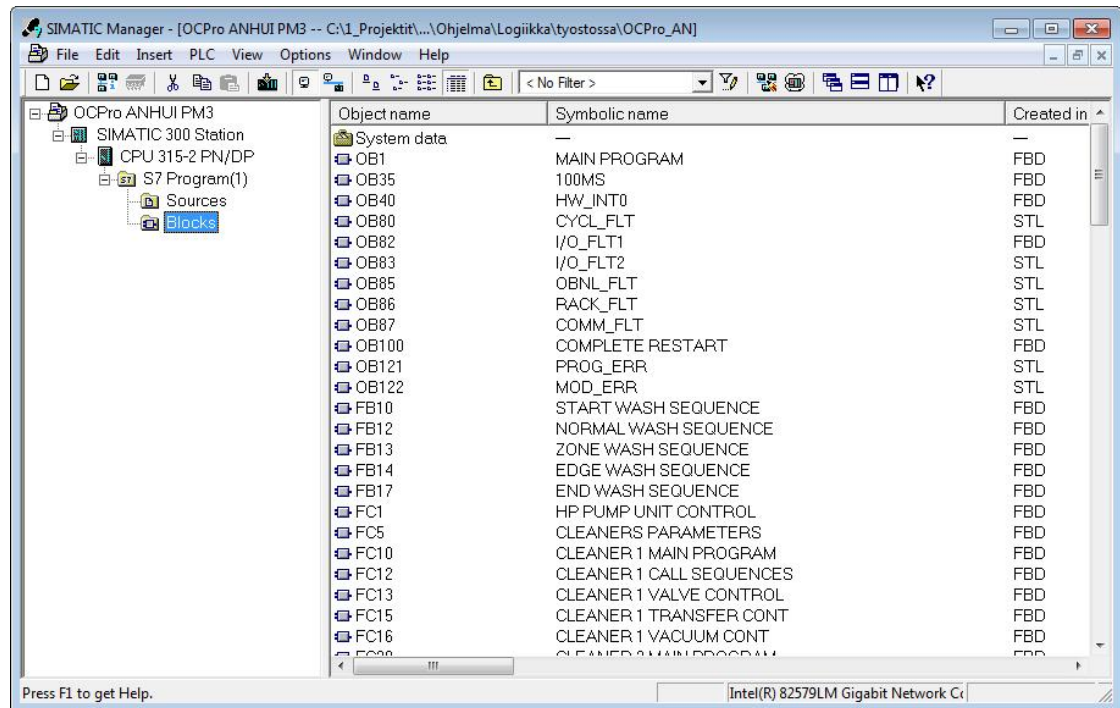 SIMATIC Manager - [OCPro ANHUI PM3 -- C:\1_Projektit\...\Ohjelma\Logiikka\tyostossa\OCPro_AN]
File Edit Insert PLC View Options Window Help
< No Filter >
OCPro ANHUI PM3
SIMATIC 300 Station
CPU 315-2 PN/DP
S7 Program(1)
Sources
Blocks
Object name Symbolic name Created in
System data — —
OB1 MAIN PROGRAM FBD
OB35 100MS FBD
OB40 HW_INT0 FBD
OB80 CYCL_FLT STL
OB82 I/O_FLT1 FBD
OB83 I/O_FLT2 STL
OB85 OBNL_FLT STL
OB86 RACK_FLT STL
OB87 COMM_FLT STL
OB100 COMPLETE RESTART FBD
OB121 PROG_ERR STL
OB122 MOD_ERR STL
FB10 START WASH SEQUENCE FBD
FB12 NORMAL WASH SEQUENCE FBD
FB13 ZONE WASH SEQUENCE FBD
FB14 EDGE WASH SEQUENCE FBD
FB17 END WASH SEQUENCE FBD
FC1 HP PUMP UNIT CONTROL FBD
FC5 CLEANERS PARAMETERS FBD
FC10 CLEANER 1 MAIN PROGRAM FBD
FC12 CLEANER 1 CALL SEQUENCES FBD
FC13 CLEANER 1 VALVE CONTROL FBD
FC15 CLEANER 1 TRANSFER CONT FBD
FC16 CLEANER 1 VACUUM CONT FBD
Press F1 to get Help. Intel(R) 82579LM Gigabit Network Co